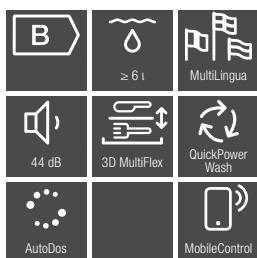 B
≥ 6 l
MultiLingua
44 dB
3D MultiFlex
QuickPower
Wash
AutoDos
MobileControl